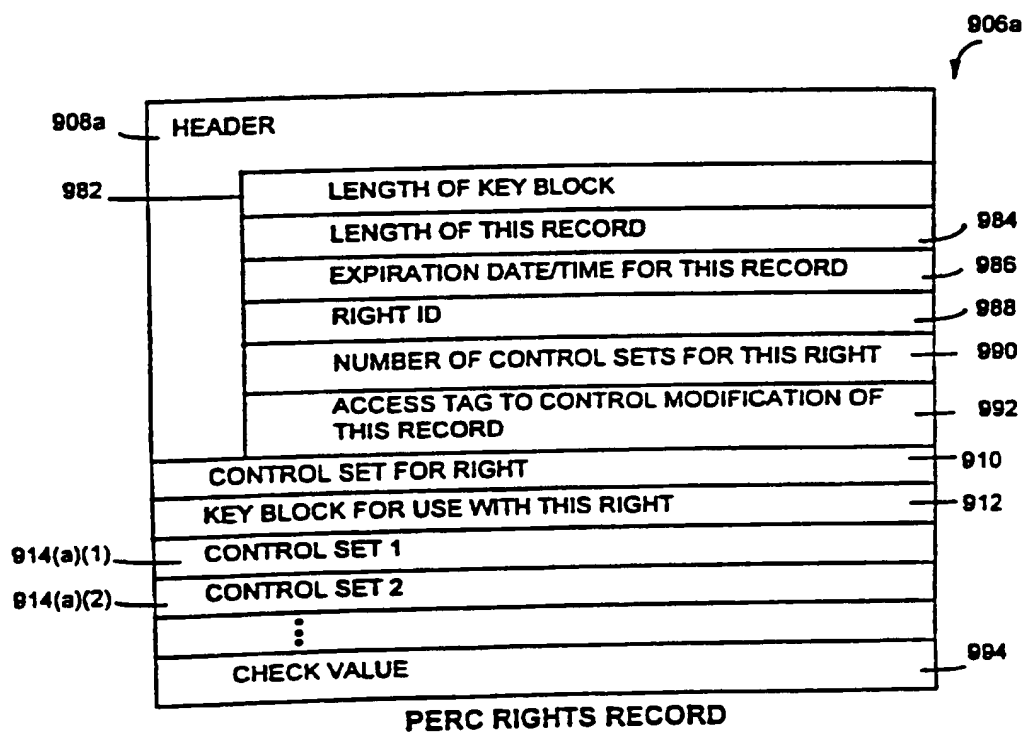 906a
908a HEADER
982 LENGTH OF KEY BLOCK
LENGTH OF THIS RECORD 984
EXPIRATION DATE/TIME FOR THIS RECORD 986
RIGHT ID 988
NUMBER OF CONTROL SETS FOR THIS RIGHT 990
ACCESS TAG TO CONTROL MODIFICATION OF
THIS RECORD 992
CONTROL SET FOR RIGHT 910
KEY BLOCK FOR USE WITH THIS RIGHT 912
914(a)(1) CONTROL SET 1
914(a)(2) CONTROL SET 2
CHECK VALUE 994
PERC RIGHTS RECORD